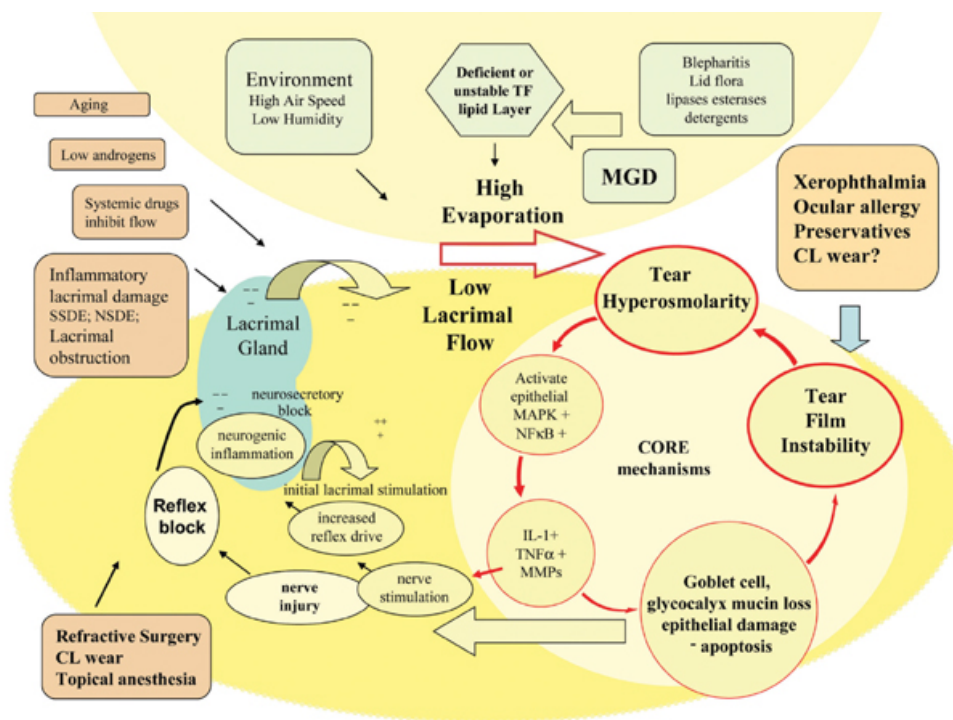 Environment
High Air Speed
Low Humidity
Deficient or
unstable TF
lipid Layer
Blepharitis
Lid flora
lipases esterases
detergents
Aging
Low androgens
Systemic drugs
inhibit flow
Inflammatory
lacrimal damage
SSDE; NSDE;
Lacrimal
obstruction
MGD
High
Evaporation
Xerophthalmia
Ocular allergy
Preservatives
CL wear?
Low
Lacrimal
Flow
Tear
Hyperosmolarity
-- 
-
--
-
Lacrimal
Gland
Activate
epithelial
MAPK +
NFκB +
Tear
Film
Instability
CORE
mechanisms
--
-
neurosecretory
block
++
+
neurogenic
inflammation
initial lacrimal stimulation
increased
reflex drive
Reflex
block
IL-1+
TNFα +
MMPs
nerve
injury
nerve
stimulation
Goblet cell,
glycocalyx mucin loss
epithelial damage
- apoptosis
Refractive Surgery
CL wear
Topical anesthesia